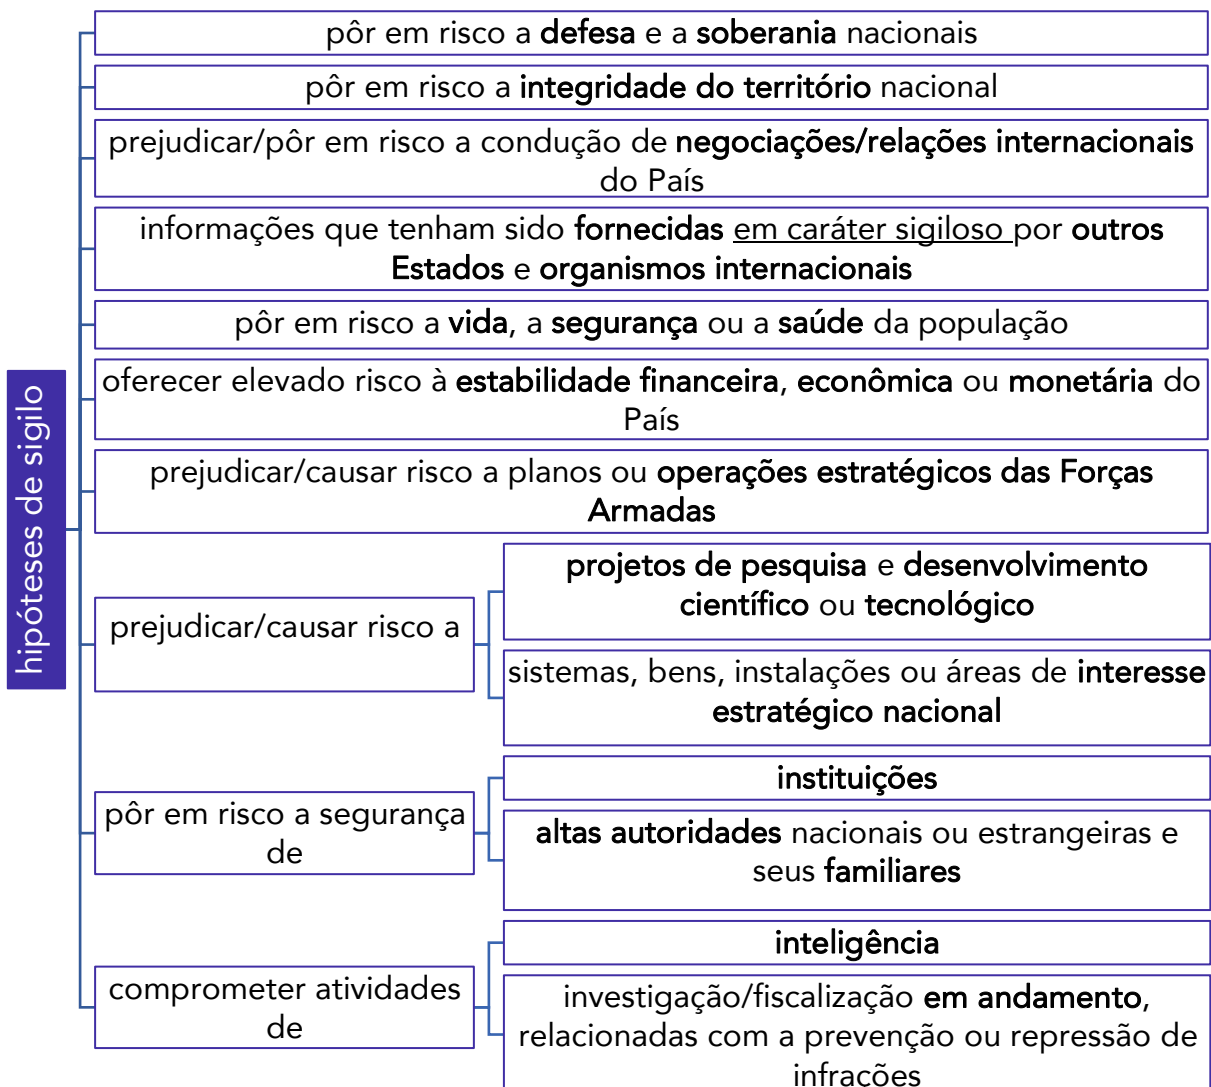 pôr em risco a defesa e a soberania nacionais
pôr em risco a integridade do território nacional
prejudicar/pôr em risco a condução de negociações/relações internacionais
do País
informações que tenham sido fornecidas em caráter sigiloso por outros
Estados e organismos internacionais
pôr em risco a vida, a segurança ou a saúde da população
oferecer elevado risco à estabilidade financeira, econômica ou monetária do
País
prejudicar/causar risco a planos ou operações estratégicos das Forças
Armadas
hipóteses de sigilo
prejudicar/causar risco a
projetos de pesquisa e desenvolvimento
científico ou tecnológico
sistemas, bens, instalações ou áreas de interesse
estratégico nacional
pôr em risco a segurança
de
instituições
altas autoridades nacionais ou estrangeiras e
seus familiares
comprometer atividades
de
inteligência
investigação/fiscalização em andamento,
relacionadas com a prevenção ou repressão de
infrações